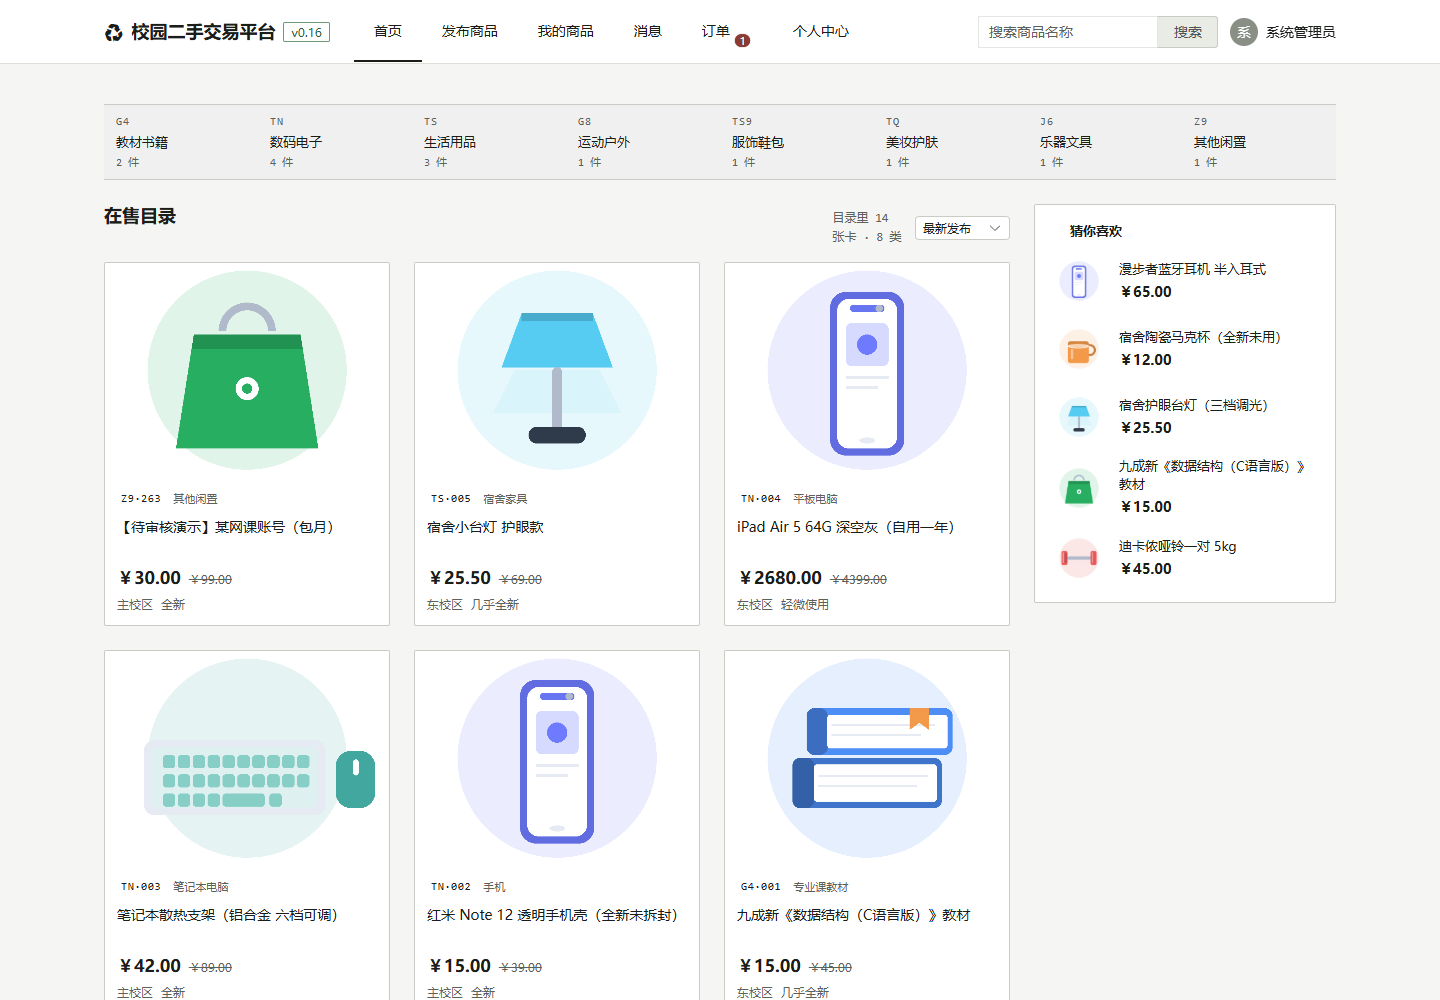 校园二手交易平台 v0.16 首页 发布商品 我的商品 消息 订单 1 个人中心 搜索商品名称 搜索 系 系统管理员
G4 TN TS G8 TS9 TQ J6 Z9
教材书籍 数码电子 生活用品 运动户外 服饰鞋包 美妆护肤 乐器文具 其他闲置
2 件 4 件 3 件 1 件 1 件 1 件 1 件 1 件
在售目录
目录里 14
张卡 · 8 类
最新发布
Z9·263 其他闲置
【待审核演示】某网课账号（包月）
¥30.00 ¥99.00
主校区 全新
TS·005 宿舍家具
宿舍小台灯 护眼款
¥25.50 ¥69.00
东校区 几乎全新
TN·004 平板电脑
iPad Air 5 64G 深空灰（自用一年）
¥2680.00 ¥4399.00
东校区 轻微使用
TN·003 笔记本电脑
笔记本散热支架（铝合金 六档可调）
¥42.00 ¥89.00
主校区 全新
TN·002 手机
红米 Note 12 透明手机壳（全新未拆封）
¥15.00 ¥39.00
主校区 全新
G4·001 专业课教材
九成新《数据结构（C语言版）》教材
¥15.00 ¥45.00
东校区 几乎全新
猜你喜欢
漫步者蓝牙耳机 半入耳式
¥65.00
宿舍陶瓷马克杯（全新未用）
¥12.00
宿舍护眼台灯（三档调光）
¥25.50
九成新《数据结构（C语言版）》
教材
¥15.00
迪卡侬哑铃一对 5kg
¥45.00